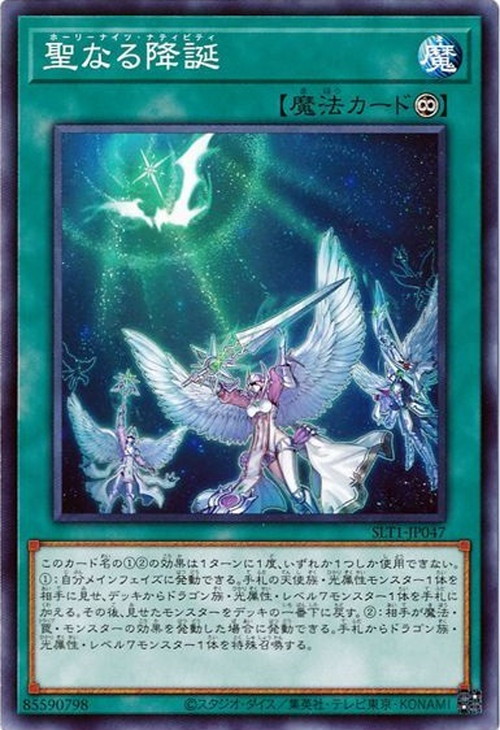 ホーリーナイツ・ナティビティ
聖なる降誕
魔
【魔法カード】
SLT1-JP047
このカード名の①②の効果は1ターンに1度、いずれか1つしか使用できない。
①：自分メインフェイズに発動できる。手札の天使族・光属性モンスター1体を
相手に見せ、デッキからドラゴン族・光属性・レベル7モンスター1体を手札に
加える。その後、見せたモンスターをデッキの一番下に戻す。②：相手が魔法・
罠・モンスターの効果を発動した場合に発動できる。手札からドラゴン族・
光属性・レベル7モンスター1体を特殊召喚する。
85590798
©スタジオ・ダイス／集英社・テレビ東京・KONAMI